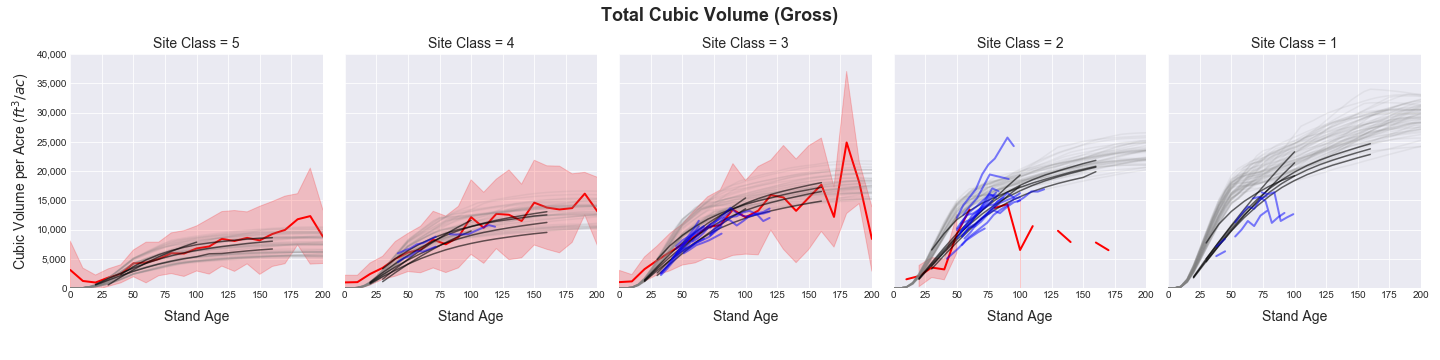 Total Cubic Volume (Gross)
Site Class = 5 Site Class = 4 Site Class = 3 Site Class = 2 Site Class = 1
Cubic Volume per Acre (ft³/ac)
40,000
35,000
30,000
25,000
20,000
15,000
10,000
5,000
0
0 25 50 75 100 125 150 175 200 0 25 50 75 100 125 150 175 200 0 25 50 75 100 125 150 175 200 0 25 50 75 100 125 150 175 200 0 25 50 75 100 125 150 175 200
Stand Age Stand Age Stand Age Stand Age Stand Age